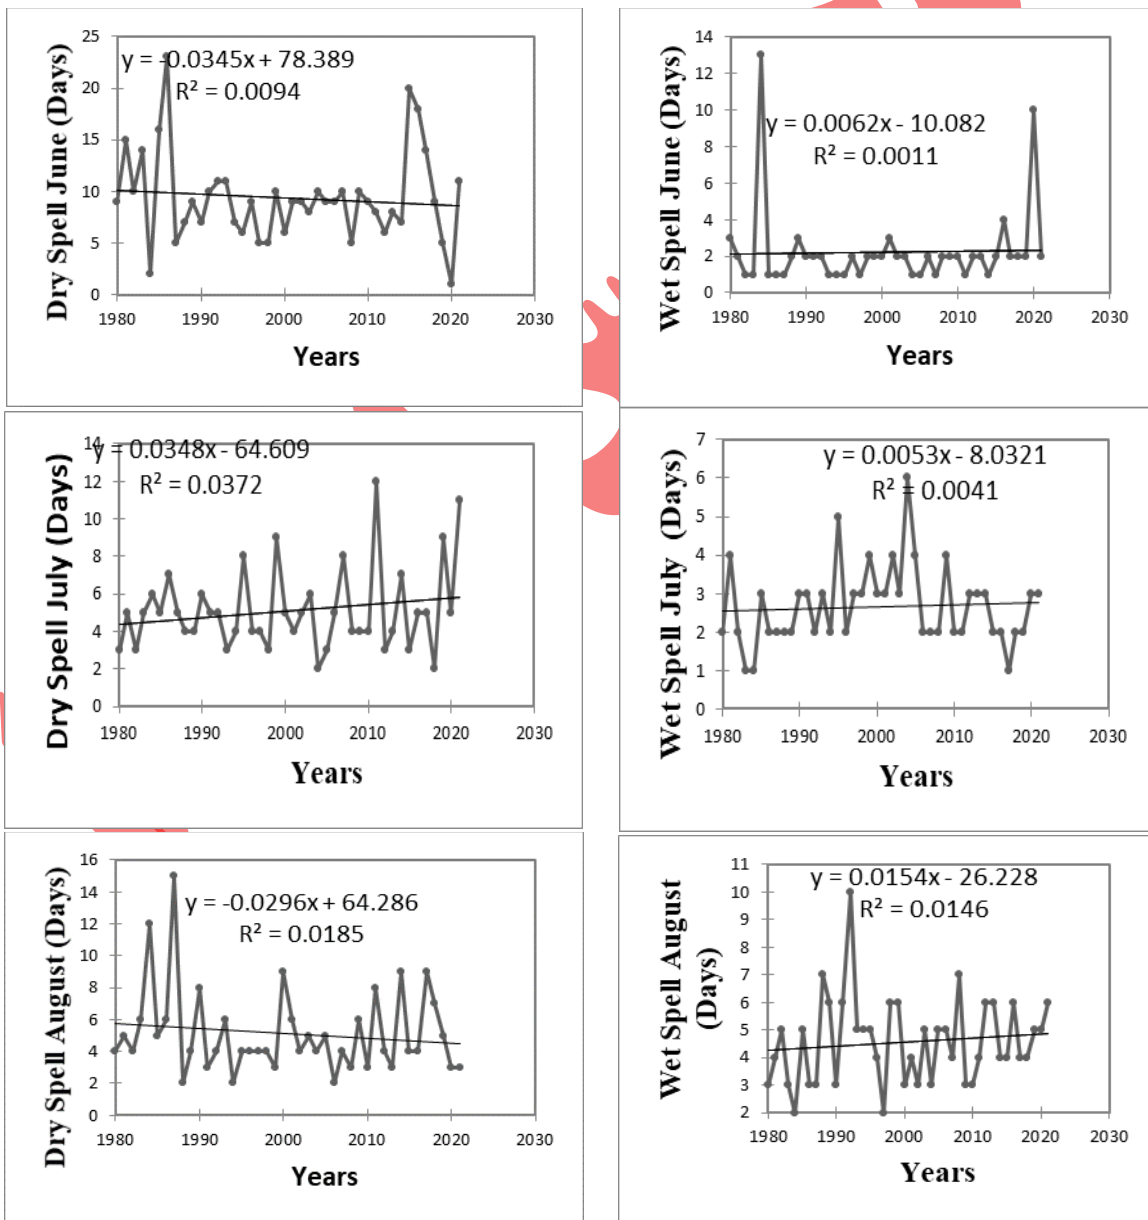 Dry Spell June (Days)
y = -0.0345x + 78.389
R² = 0.0094
25
20
15
10
5
0
1980 1990 2000 2010 2020 2030
Years
Wet Spell June (Days)
y = 0.0062x - 10.082
R² = 0.0011
14
12
10
8
6
4
2
0
1980 1990 2000 2010 2020 2030
Years
Dry Spell July (Days)
y = 0.0348x - 64.609
R² = 0.0372
14
12
10
8
6
4
2
0
1980 1990 2000 2010 2020 2030
Years
Wet Spell July (Days)
y = 0.0053x - 8.0321
R² = 0.0041
7
6
5
4
3
2
1
0
1980 1990 2000 2010 2020 2030
Years
Dry Spell August (Days)
y = -0.0296x + 64.286
R² = 0.0185
16
14
12
10
8
6
4
2
0
1980 1990 2000 2010 2020 2030
Years
Wet Spell August
(Days)
y = 0.0154x - 26.228
R² = 0.0146
11
10
9
8
7
6
5
4
3
2
1980 1990 2000 2010 2020 2030
Years